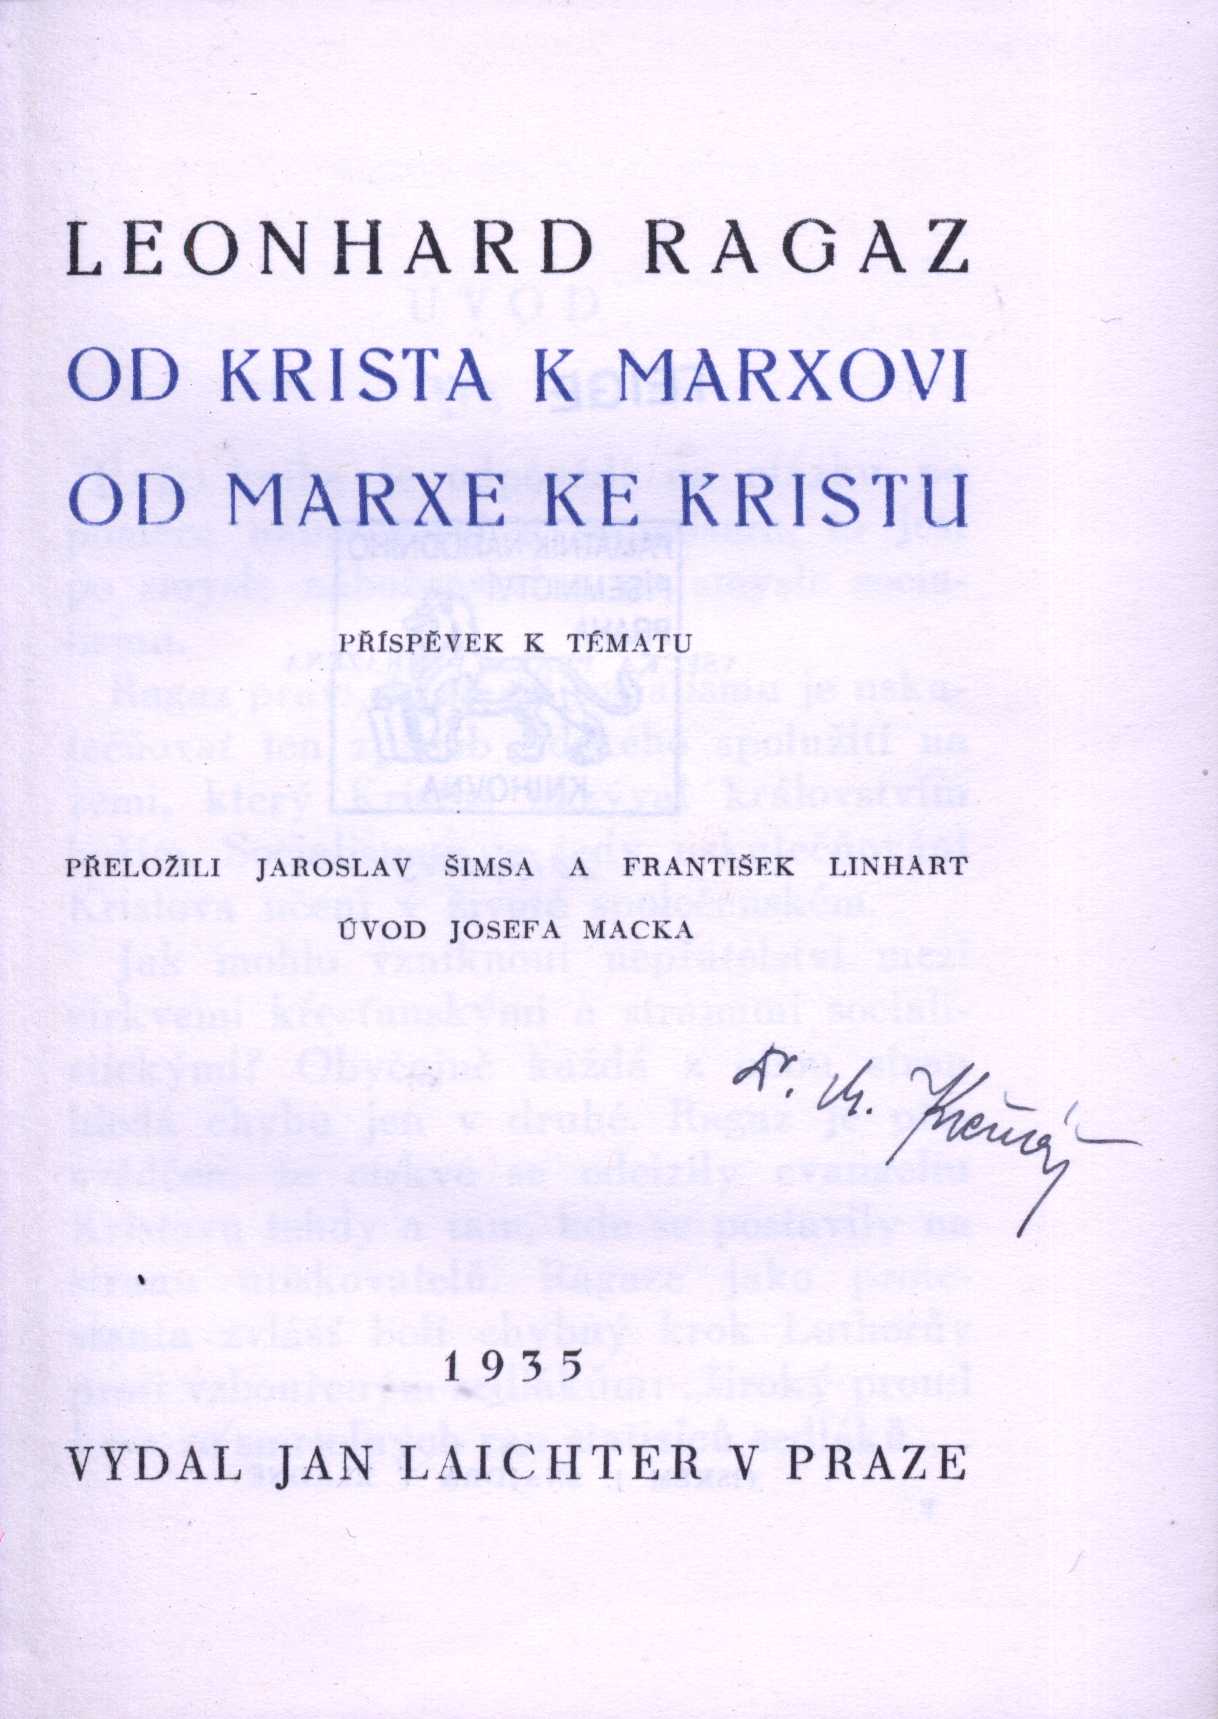 LEONHARD RAGAZ
OD KRISTA K MARXOVI
OD MARXE KE KRISTU
PŘÍSPĚVEK K TÉMATU
PŘELOŽILI JAROSLAV ŠIMSA A FRANTIŠEK LINHART
ÚVOD JOSEFA MACKA
Dr. M.
1935
VYDAL JAN LAICHTER V PRAZE